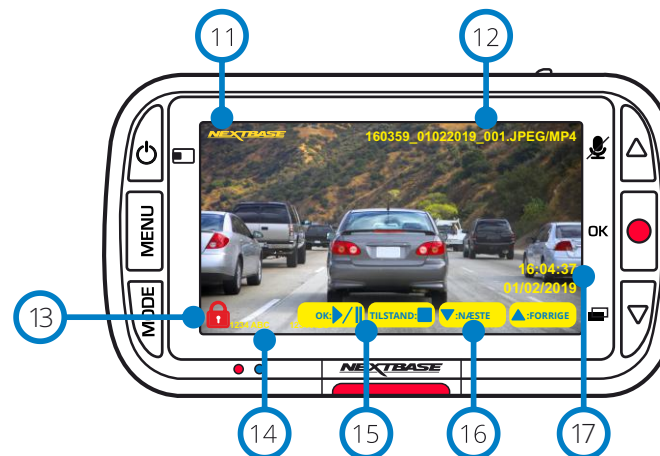 11
12
NEXTBASE
160359_01022019_001.JPEG/MP4
MENU
OK
16:04:37
01/02/2019
MODE
13
OK:
TILSTAND:
:NÆSTE
:FORRIGE
NEXTBASE
14
15
16
17